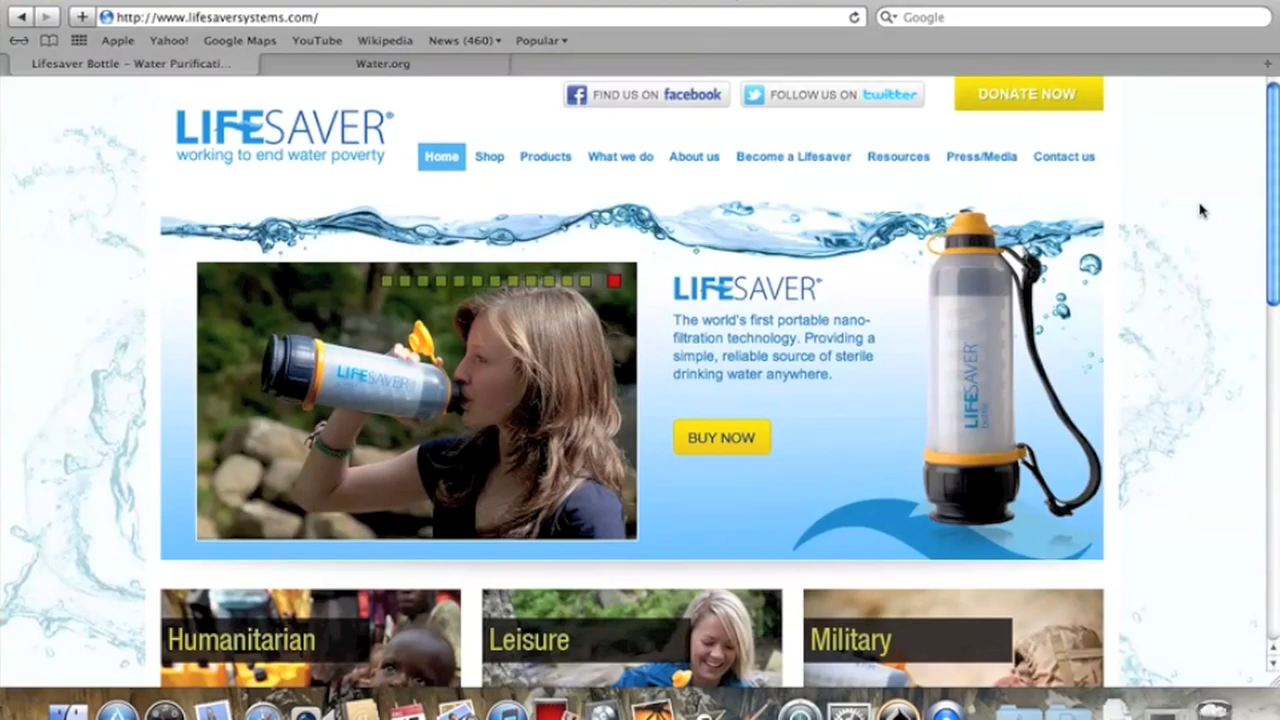 http://www.lifesaversystems.com/
Google
Apple Yahoo! Google Maps YouTube Wikipedia News (460) Popular
Lifesaver Bottle – Water Purificati... Water.org
FIND US ON facebook
FOLLOW US ON twitter
DONATE NOW
LIFESAVER®
working to end water poverty
Home Shop Products What we do About us Become a Lifesaver Resources Press/Media Contact us
LIFESAVER
LIFESAVER®
The world's first portable nano-
filtration technology. Providing a
simple, reliable source of sterile
drinking water anywhere.
BUY NOW
LIFESAVER
bottle
Humanitarian
Leisure
Military